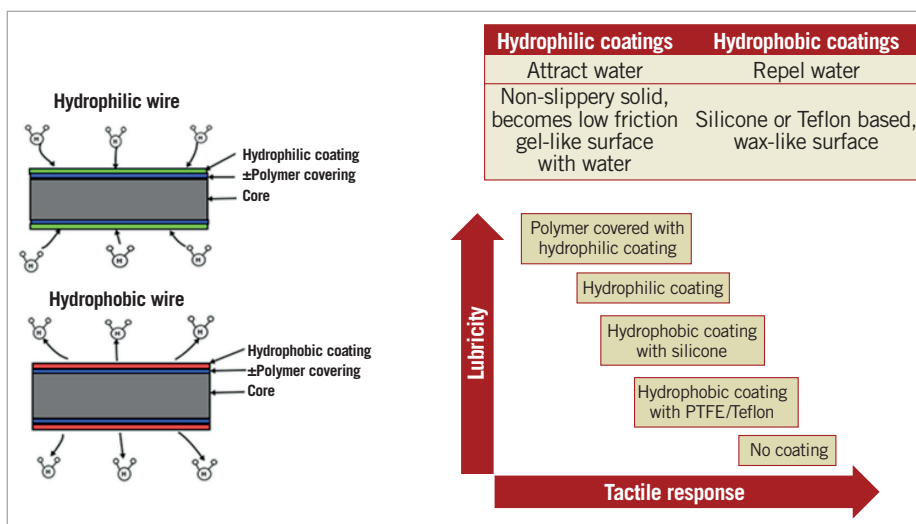 Hydrophilic wire
H
H
H
Hydrophilic coating
±Polymer covering
Core
H
H
H
Hydrophobic wire
H
H
H
Hydrophobic coating
±Polymer covering
Core
H
H
H
Hydrophilic coatings
Hydrophobic coatings
Attract water
Repel water
Non-slippery solid,
becomes low friction
gel-like surface
with water
Silicone or Teflon based,
wax-like surface
Lubricity
Polymer covered with
hydrophilic coating
Hydrophilic coating
Hydrophobic coating
with silicone
Hydrophobic coating
with PTFE/Teflon
No coating
Tactile response